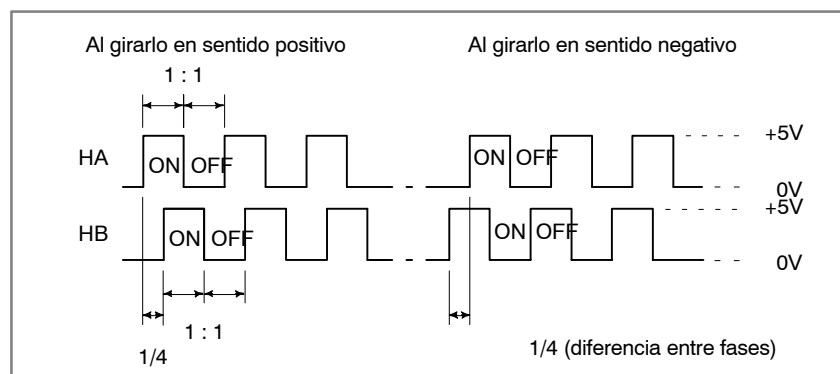 Al girarlo en sentido positivo
Al girarlo en sentido negativo
1 : 1
HA
ON OFF
ON OFF
+5V
0V
HB
ON OFF
ON OFF
+5V
0V
1 : 1
1/4
1/4 (diferencia entre fases)